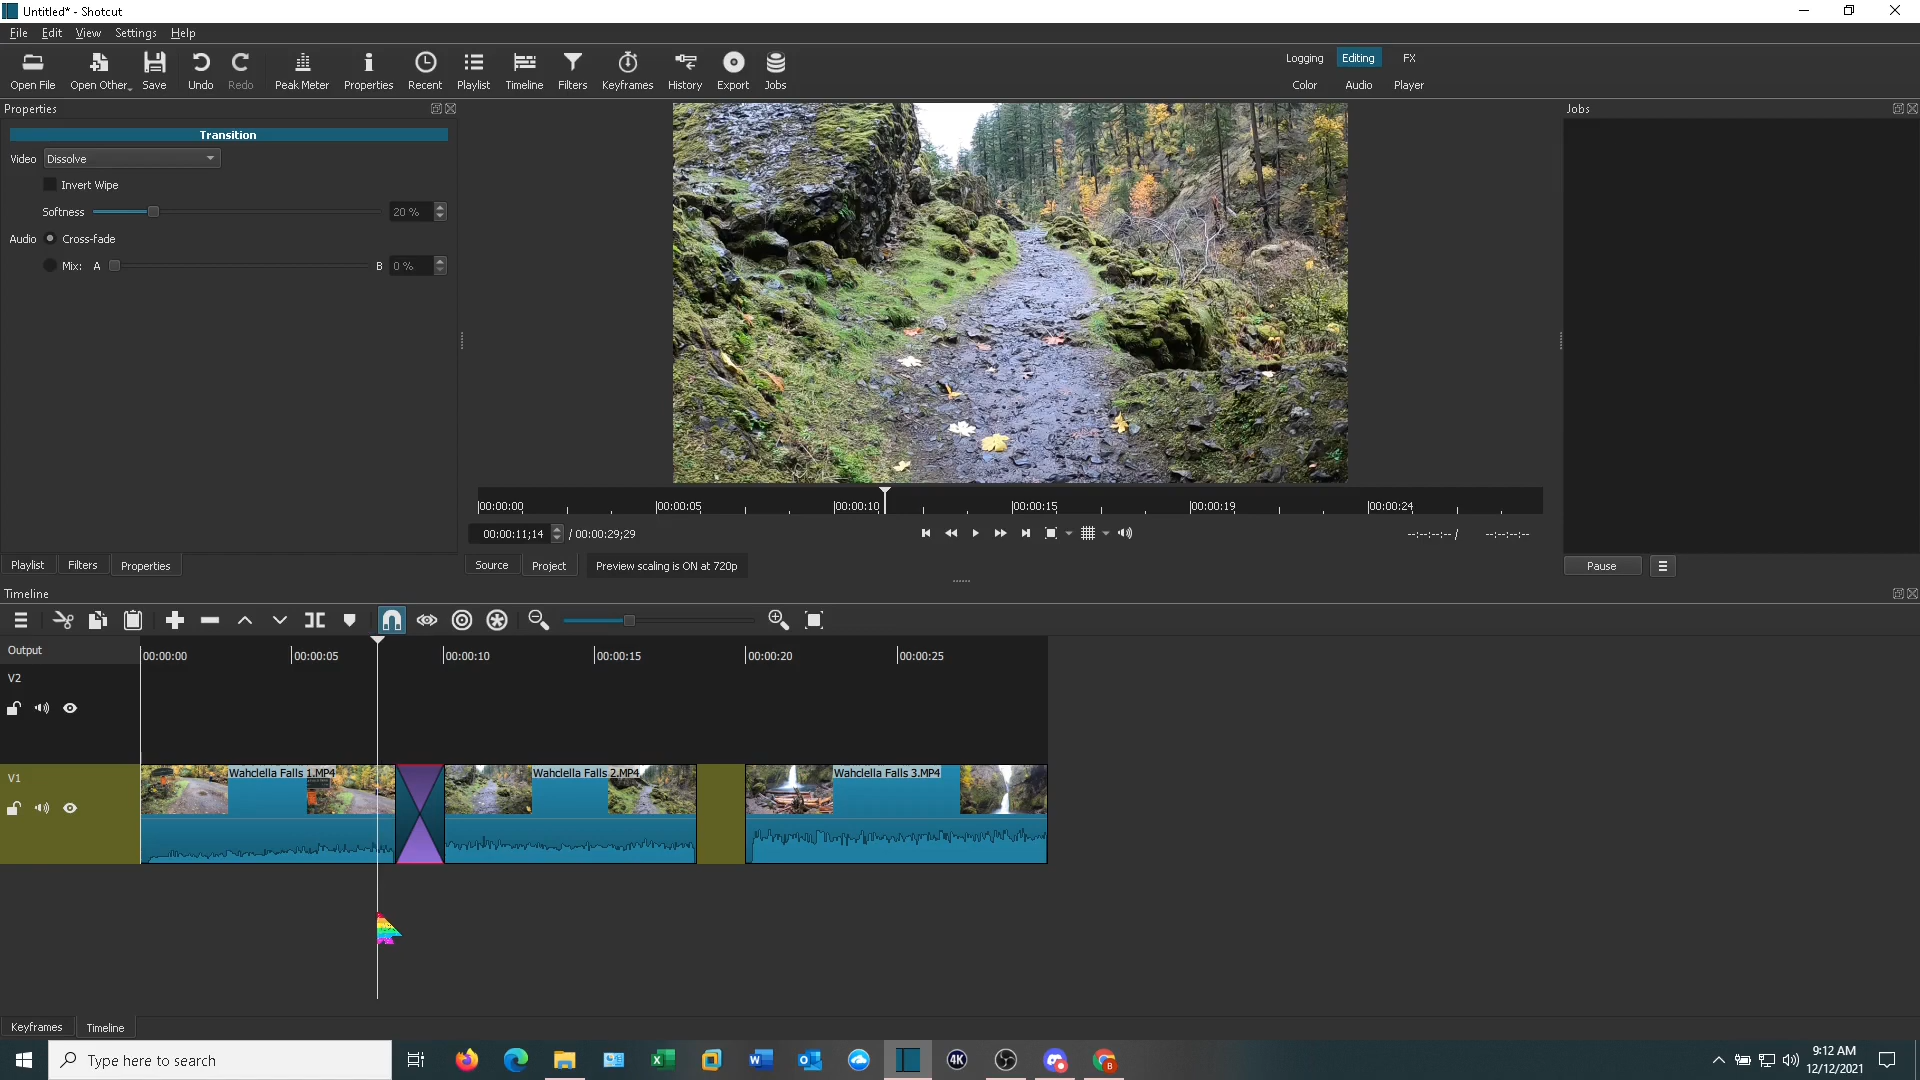 Untitled* - Shotcut
File Edit View Settings Help
Open File Open Other Save Undo Redo Peak Meter Properties Recent Playlist Timeline Filters Keyframes History Export Jobs
Logging Editing FX
Color Audio Player
Properties
Transition
Video Dissolve
Invert Wipe
Softness 20 %
Audio Cross-fade
Mix: A B 0 %
Playlist Filters Properties
00:00:00 00:00:05 00:00:10 00:00:15 00:00:19 00:00:24
00:00:11;14 / 00:00:29;29
--:--:--:-- / --:--:--:--
Source Project Preview scaling is ON at 720p
Jobs
Pause
Timeline
Output
00:00:00 00:00:05 00:00:10 00:00:15 00:00:20 00:00:25
V2
V1
Wahclella Falls 1.MP4 Wahclella Falls 2.MP4 Wahclella Falls 3.MP4
Keyframes Timeline
Type here to search
4K
9:12 AM
12/12/2021